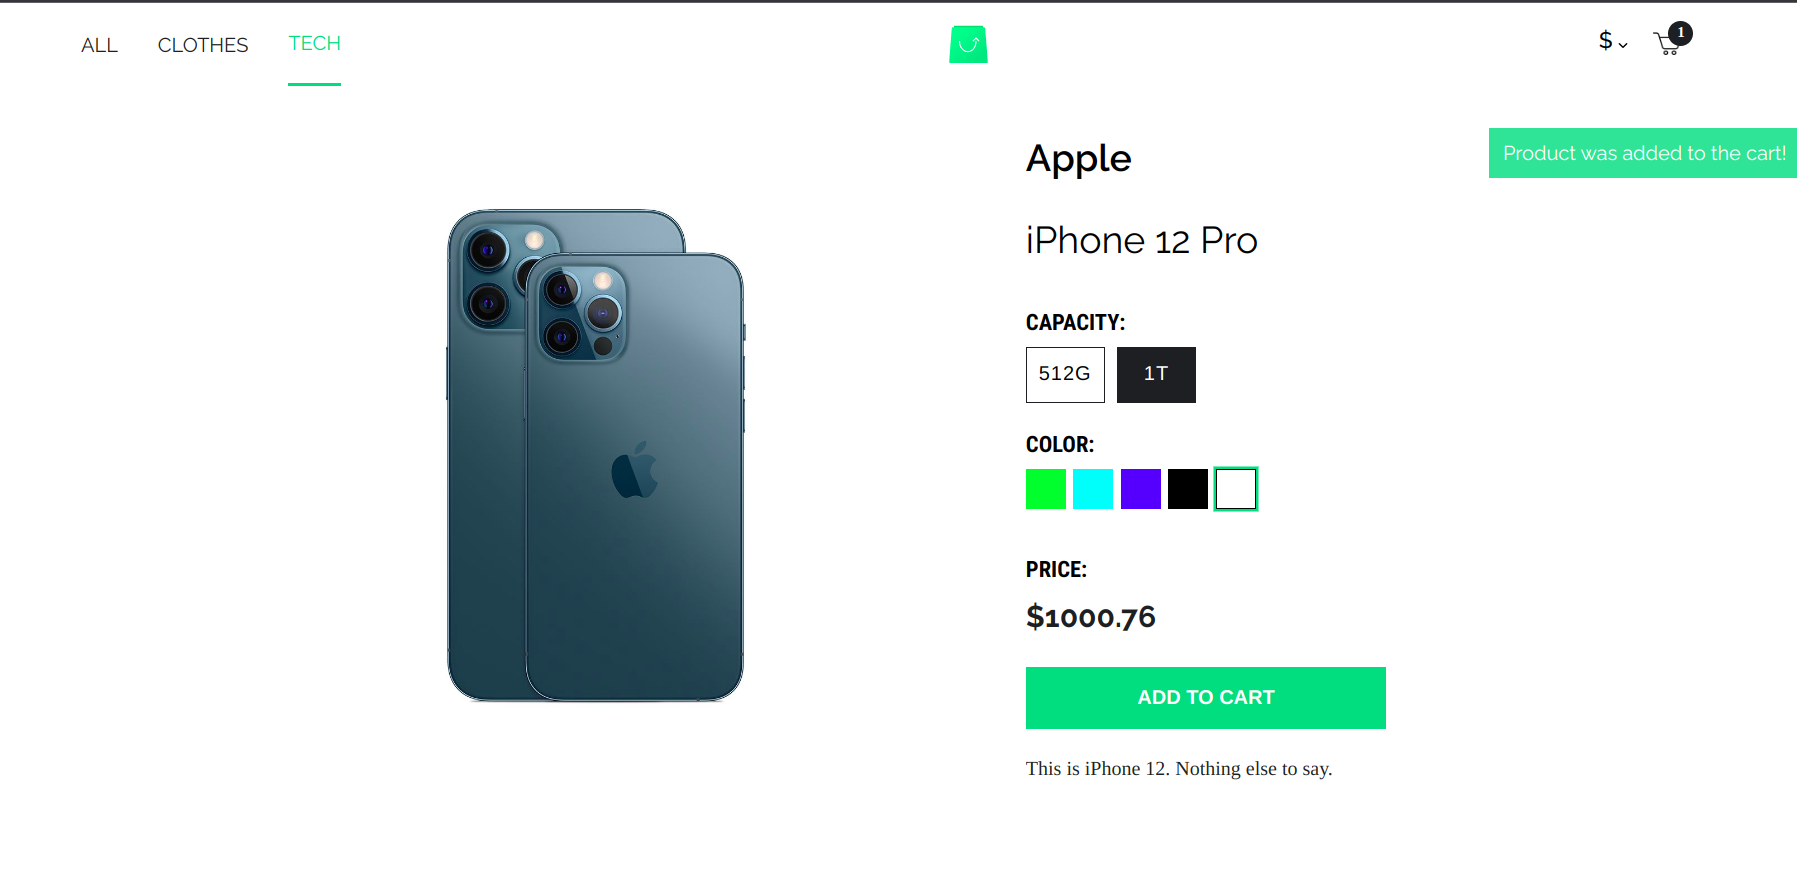 ALL CLOTHES TECH
$ 1
Product was added to the cart!
Apple
iPhone 12 Pro
CAPACITY:
512G 1T
COLOR:
PRICE:
$1000.76
ADD TO CART
This is iPhone 12. Nothing else to say.